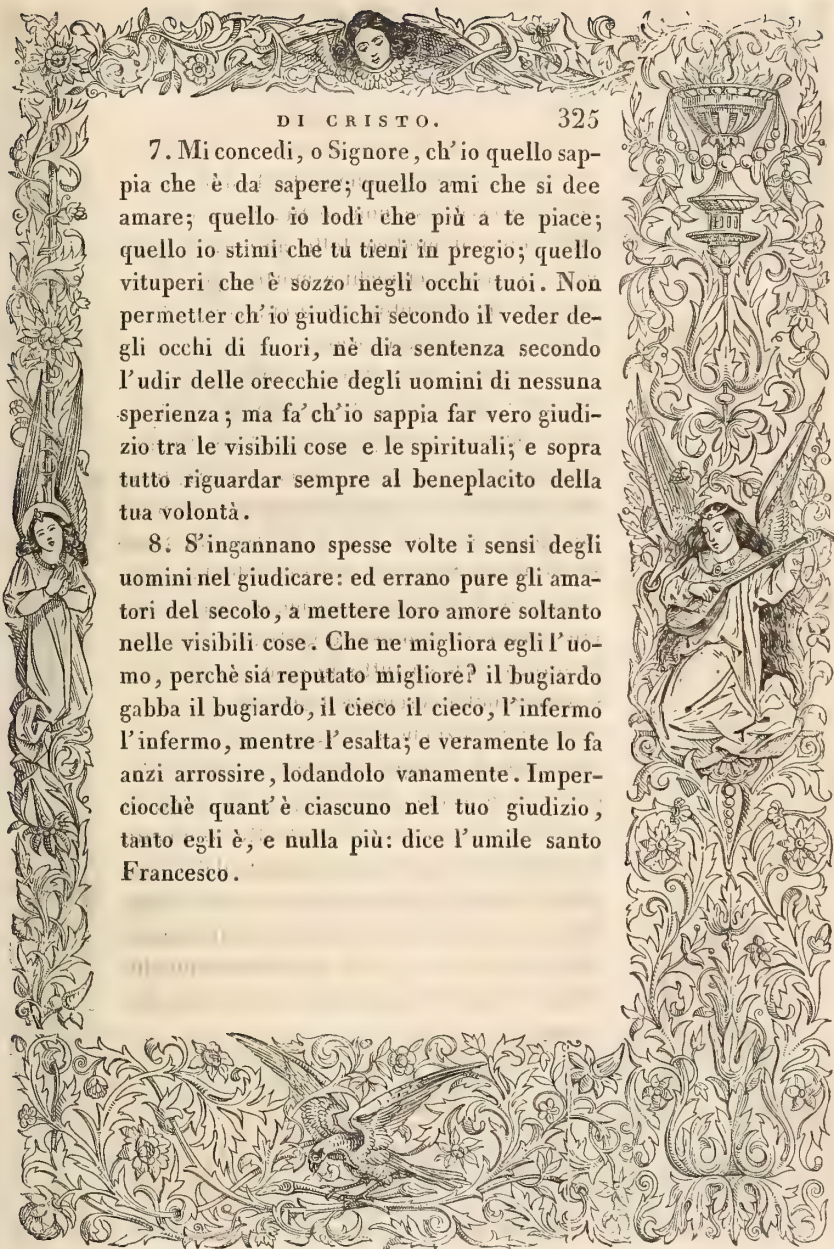 DI CRISTO. 325
7. Mi concedi, o Signore, ch'io quello sap-
pia che è da sapere; quello ami che si dee
amare; quello io lodi che più a te piace;
quello io stimi che tu tieni in pregio; quello
vituperi che è sozzo negli occhi tuoi. Non
permetter ch'io giudichi secondo il veder de-
gli occhi di fuori, nè dia sentenza secondo
l'udir delle orecchie degli uomini di nessuna
sperienza; ma fa' ch'io sappia far vero giudi-
zio tra le visibili cose e le spirituali; e sopra
tutto riguardar sempre al beneplacito della
tua volontà.
8. S'ingannano spesse volte i sensi degli
uomini nel giudicare: ed errano pure gli ama-
tori del secolo, a mettere loro amore soltanto
nelle visibili cose. Che ne migliora egli l'uo-
mo, perchè sia reputato migliore? il bugiardo
gabba il bugiardo, il cieco il cieco, l'infermo
l'infermo, mentre l'esalta; e veramente lo fa
anzi arrossire, lodandolo vanamente. Imper-
ciocchè quant'è ciascuno nel tuo giudizio,
tanto egli è, e nulla più: dice l'umile santo
Francesco.